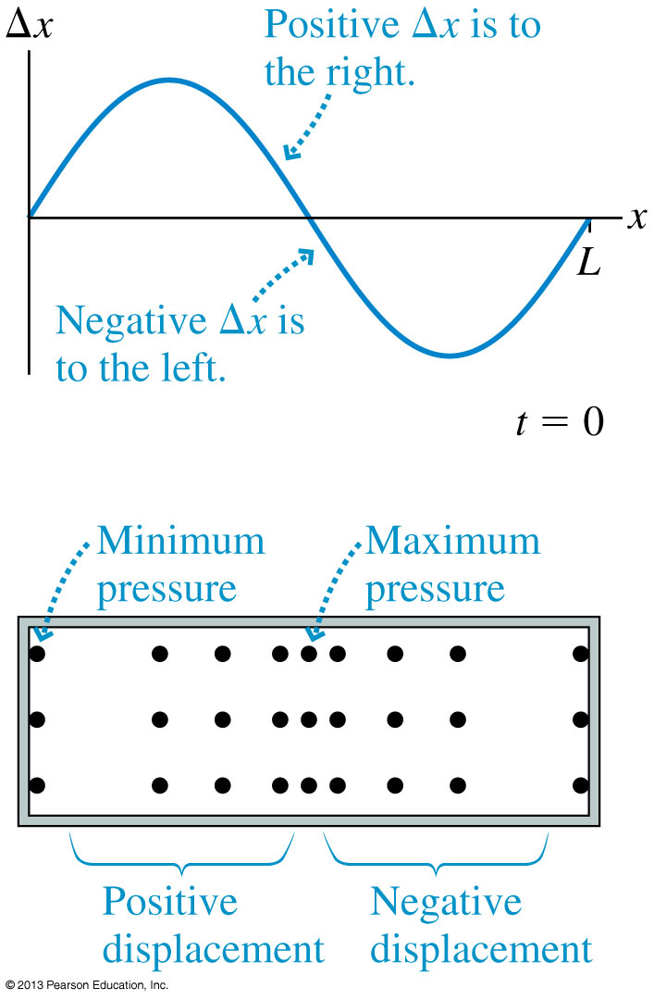 Δx
Positive Δx is to
the right.
x
L
Negative Δx is
to the left.
t = 0
Minimum
pressure
Maximum
pressure
Positive
displacement
Negative
displacement
© 2013 Pearson Education, Inc.